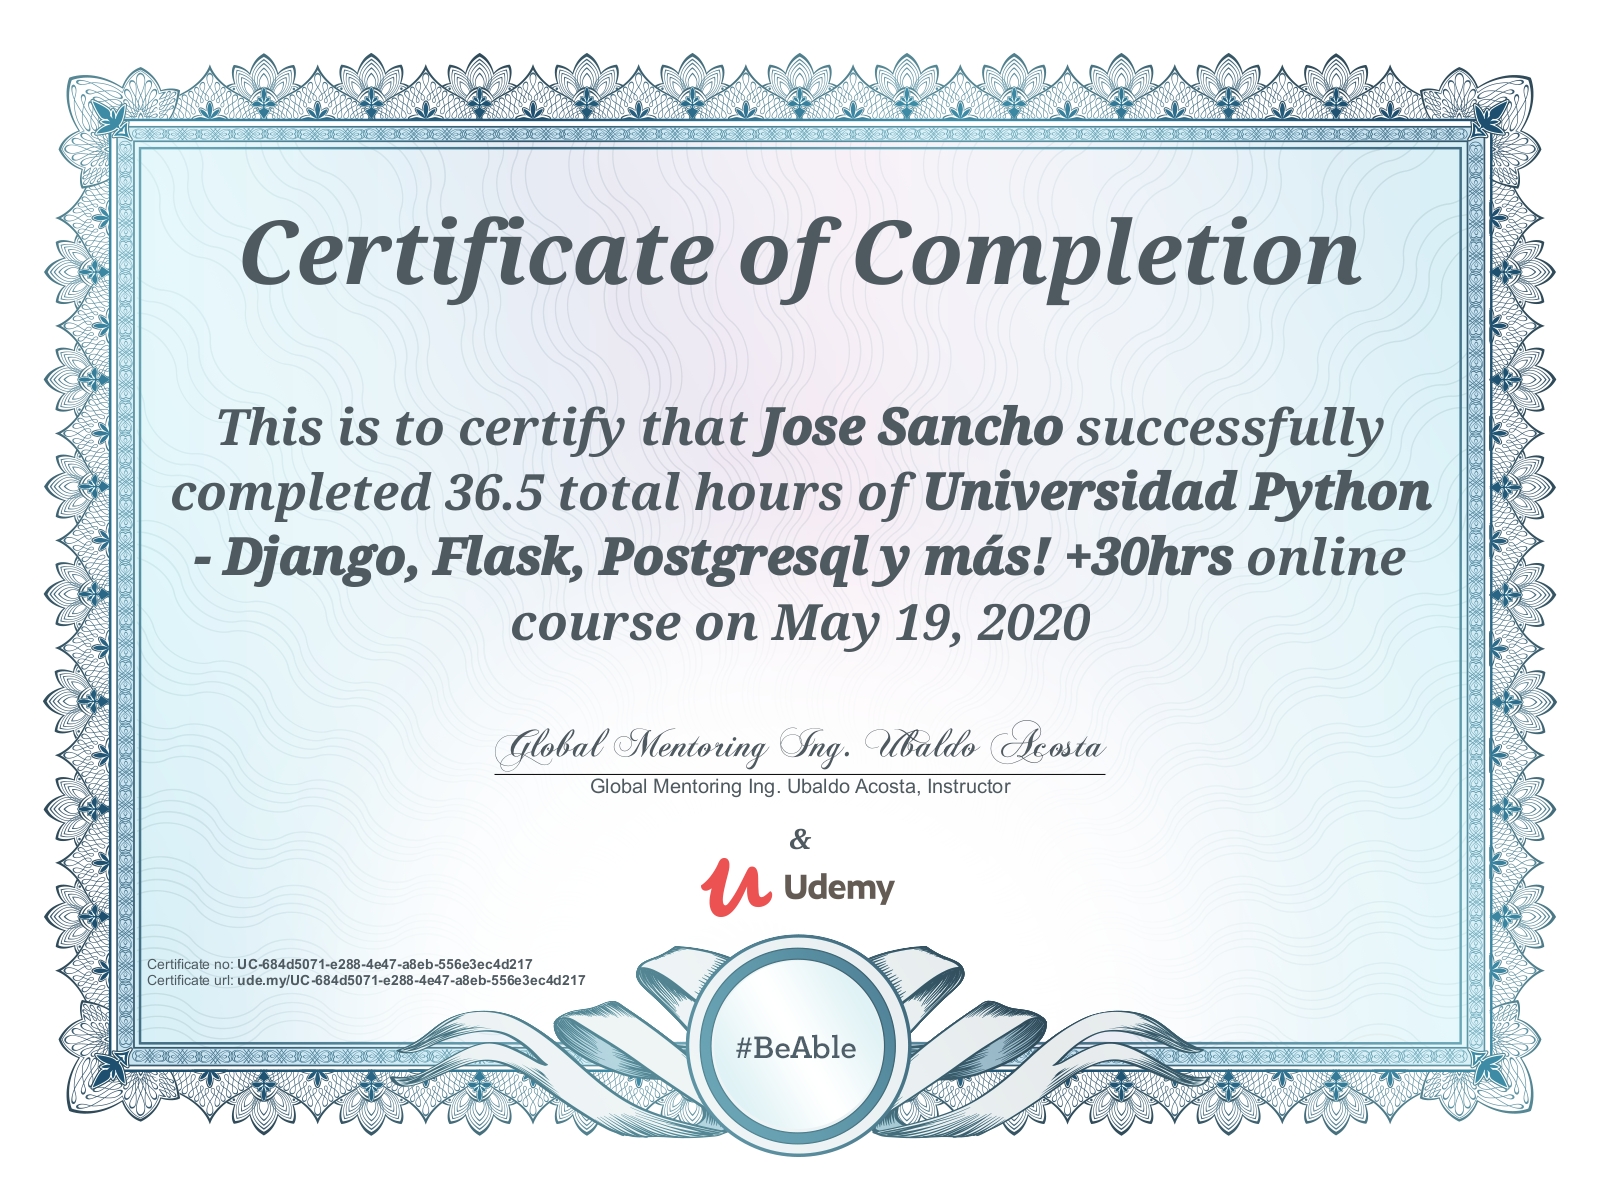 Certificate of Completion
This is to certify that Jose Sancho successfully
completed 36.5 total hours of Universidad Python
- Django, Flask, Postgresql y más! +30hrs online
course on May 19, 2020
Global Mentoring Ing. Ubaldo Acosta
Global Mentoring Ing. Ubaldo Acosta, Instructor
&
Udemy
Certificate no: UC-684d5071-e288-4e47-a8eb-556e3ec4d217
Certificate url: ude.my/UC-684d5071-e288-4e47-a8eb-556e3ec4d217
#BeAble